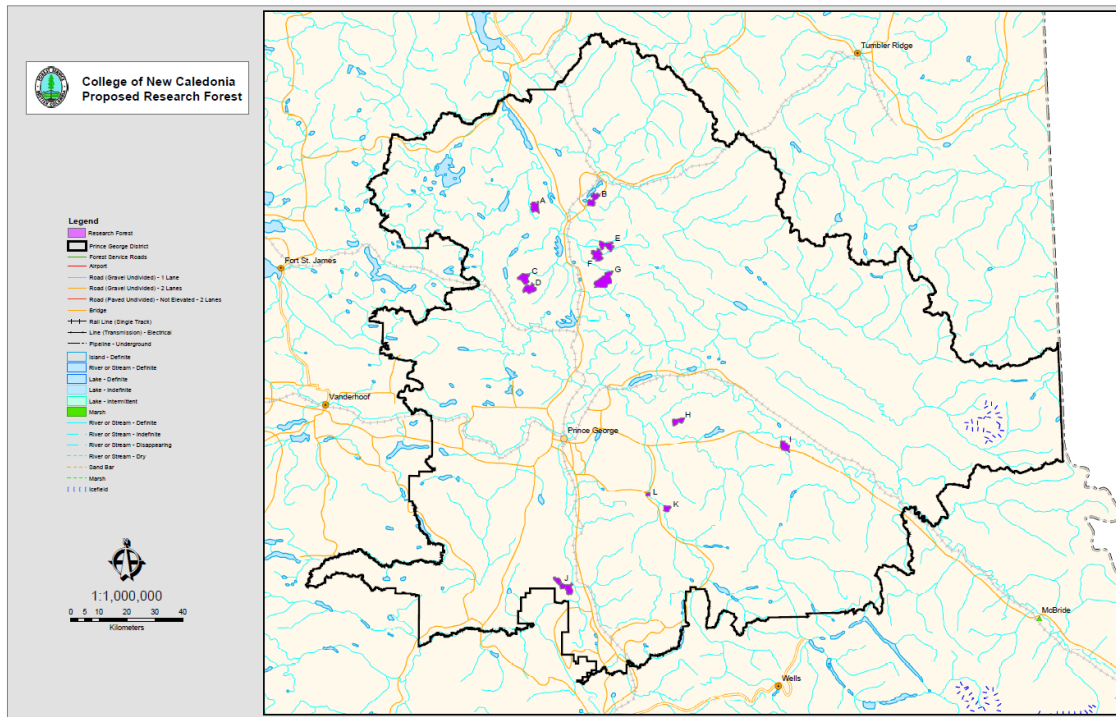 College of New Caledonia
Proposed Research Forest
Legend
Research Forest
Prince George District
Forest Service Roads
Airport
Road (Gravel Undivided) - 1 Lane
Road (Gravel Undivided) - 2 Lanes
Road (Paved Undivided) - Not Elevated - 2 Lanes
Bridge
Rail Line (Single Track)
Line (Transmission) - Electrical
Pipeline - Underground
Island - Definite
River or Stream - Definite
Lake - Definite
Lake - Indefinite
Lake - Intermittent
Marsh
River or Stream - Definite
River or Stream - Indefinite
River or Stream - Disappearing
River or Stream - Dry
Sand Bar
Marsh
Icefield
1:1,000,000
0 5 10 20 30 40
Kilometers
Tumbler Ridge
A
B
E
F
Fort St. James
C
G
D
Vanderhoof
H
Prince George
I
L
K
J
McBride
Wells